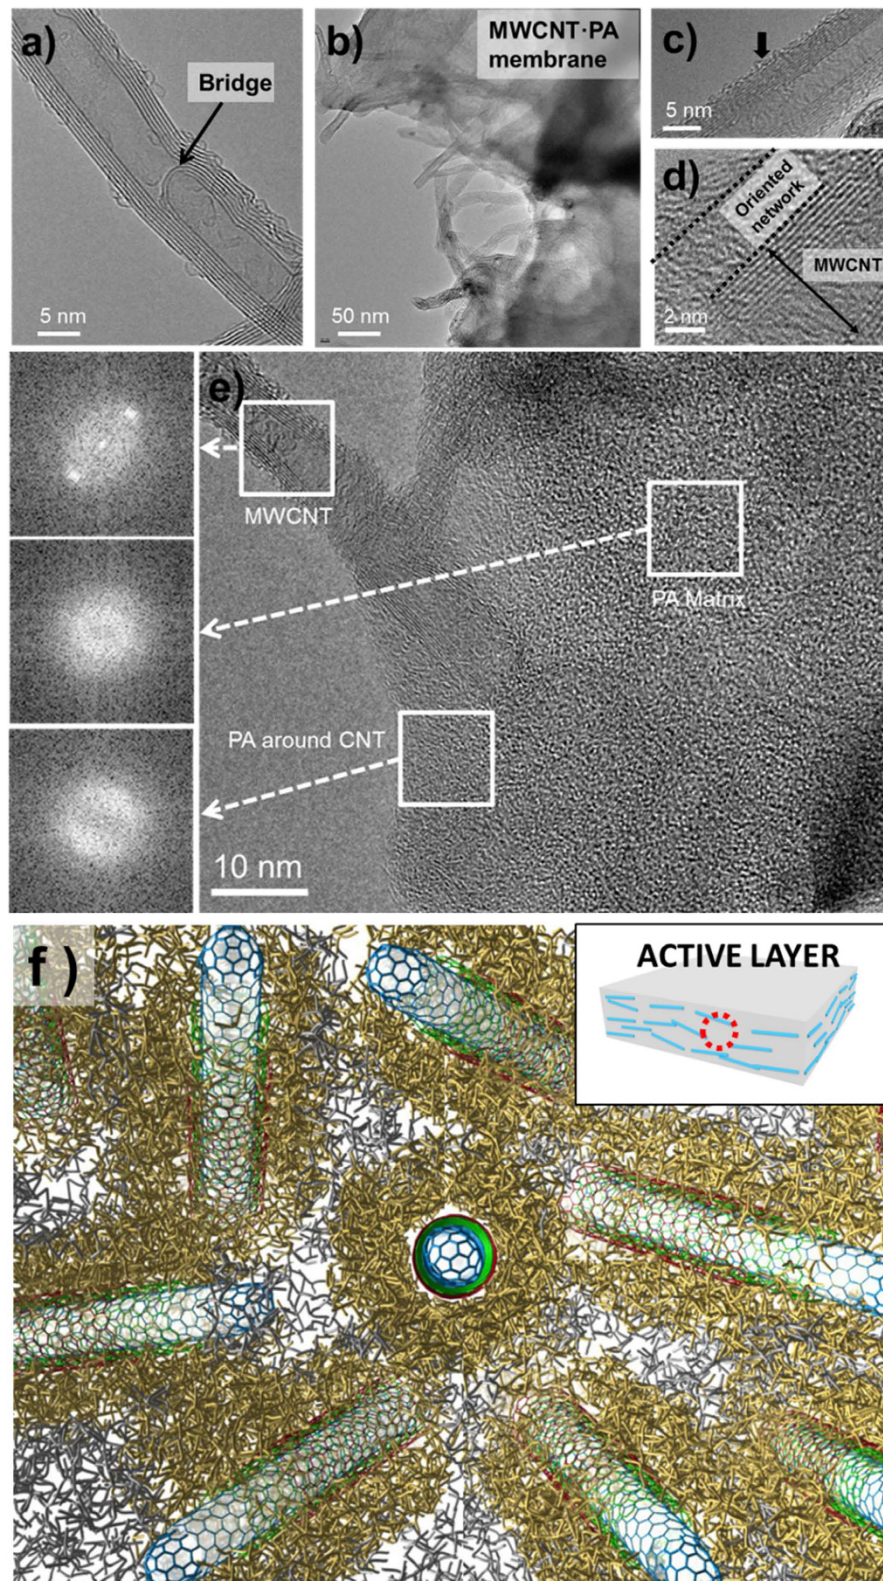 a)
Bridge
5 nm
b)
MWCNT·PA
membrane
50 nm
c)
5 nm
d)
Oriented
network
MWCNT
2 nm
e)
MWCNT
PA Matrix
PA around CNT
10 nm
f )
ACTIVE LAYER